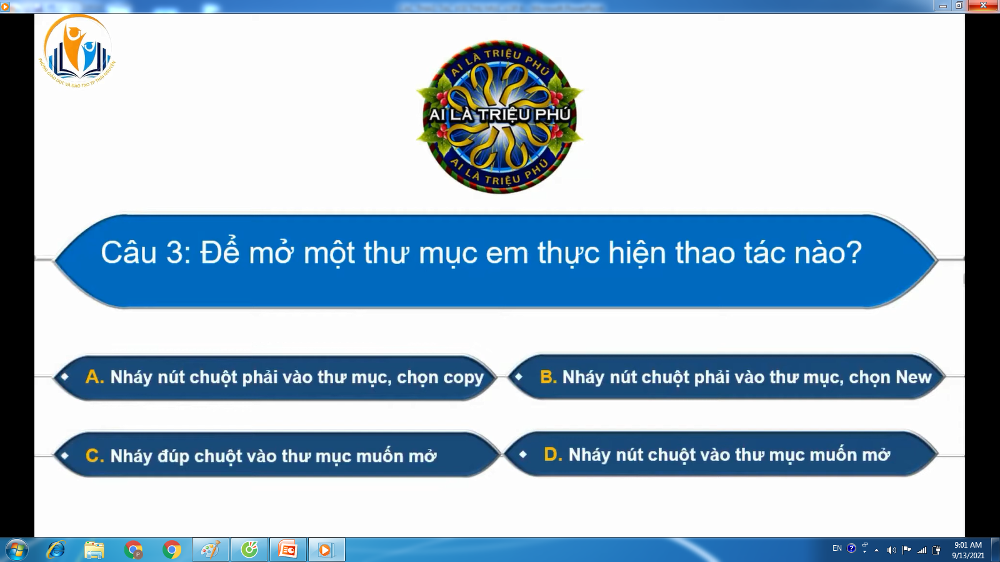 PHÒNG GIÁO DỤC VÀ ĐÀO TẠO TP THÁI NGUYÊN
AI LÀ TRIỆU PHÚ
AI LÀ TRIỆU PHÚ
AI LÀ TRIỆU PHÚ
Câu 3: Để mở một thư mục em thực hiện thao tác nào?
A. Nháy nút chuột phải vào thư mục, chọn copy
B. Nháy nút chuột phải vào thư mục, chọn New
C. Nháy đúp chuột vào thư mục muốn mở
D. Nháy nút chuột vào thư mục muốn mở
EN
9:01 AM
9/13/2021